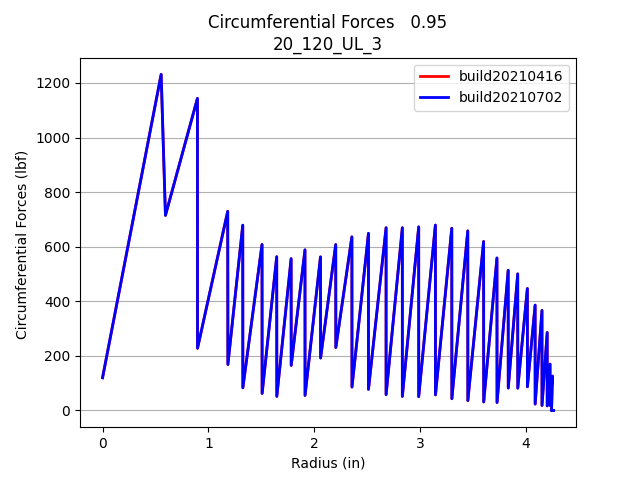 Circumferential Forces   0.95
20_120_UL_3
build20210416
build20210702
Circumferential Forces (lbf)
1200
1000
800
600
400
200
0
0 1 2 3 4
Radius (in)